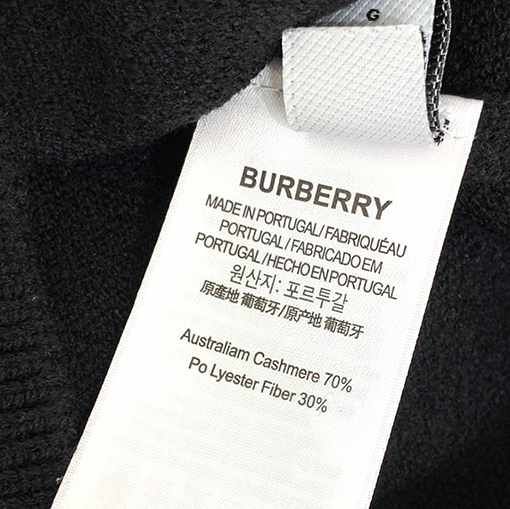 G
BURBERRY
MADE IN PORTUGAL/FABRIQUÉAU
PORTUGAL/FABRICADO EM
PORTUGAL/HECHO EN PORTUGAL
원산지: 포르투갈
原產地 葡萄牙/原产地 葡萄牙
Australiam Cashmere 70%
Po Lyester Fiber 30%